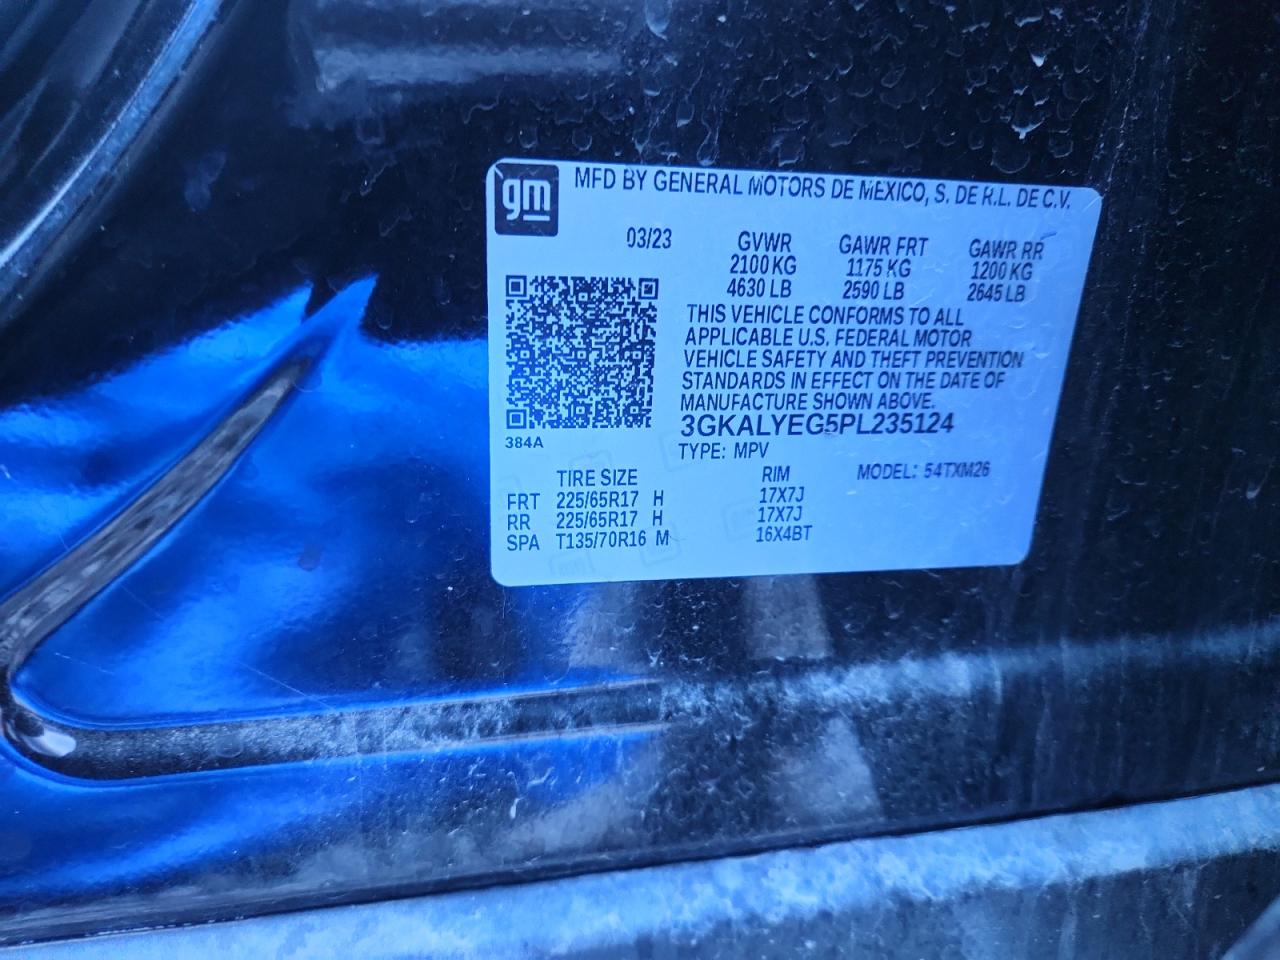 gm
MFD BY GENERAL MOTORS DE MEXICO, S. DE R.L. DE C.V.
03/23 GVWR GAWR FRT GAWR RR
2100 KG 1175 KG 1200 KG
4630 LB 2590 LB 2645 LB
THIS VEHICLE CONFORMS TO ALL
APPLICABLE U.S. FEDERAL MOTOR
VEHICLE SAFETY AND THEFT PREVENTION
STANDARDS IN EFFECT ON THE DATE OF
MANUFACTURE SHOWN ABOVE.
3GKALYEG5PL235124
384A
TYPE: MPV
TIRE SIZE RIM MODEL: 54TXM26
FRT 225/65R17 H 17X7J
RR 225/65R17 H 17X7J
SPA T135/70R16 M 16X4BT